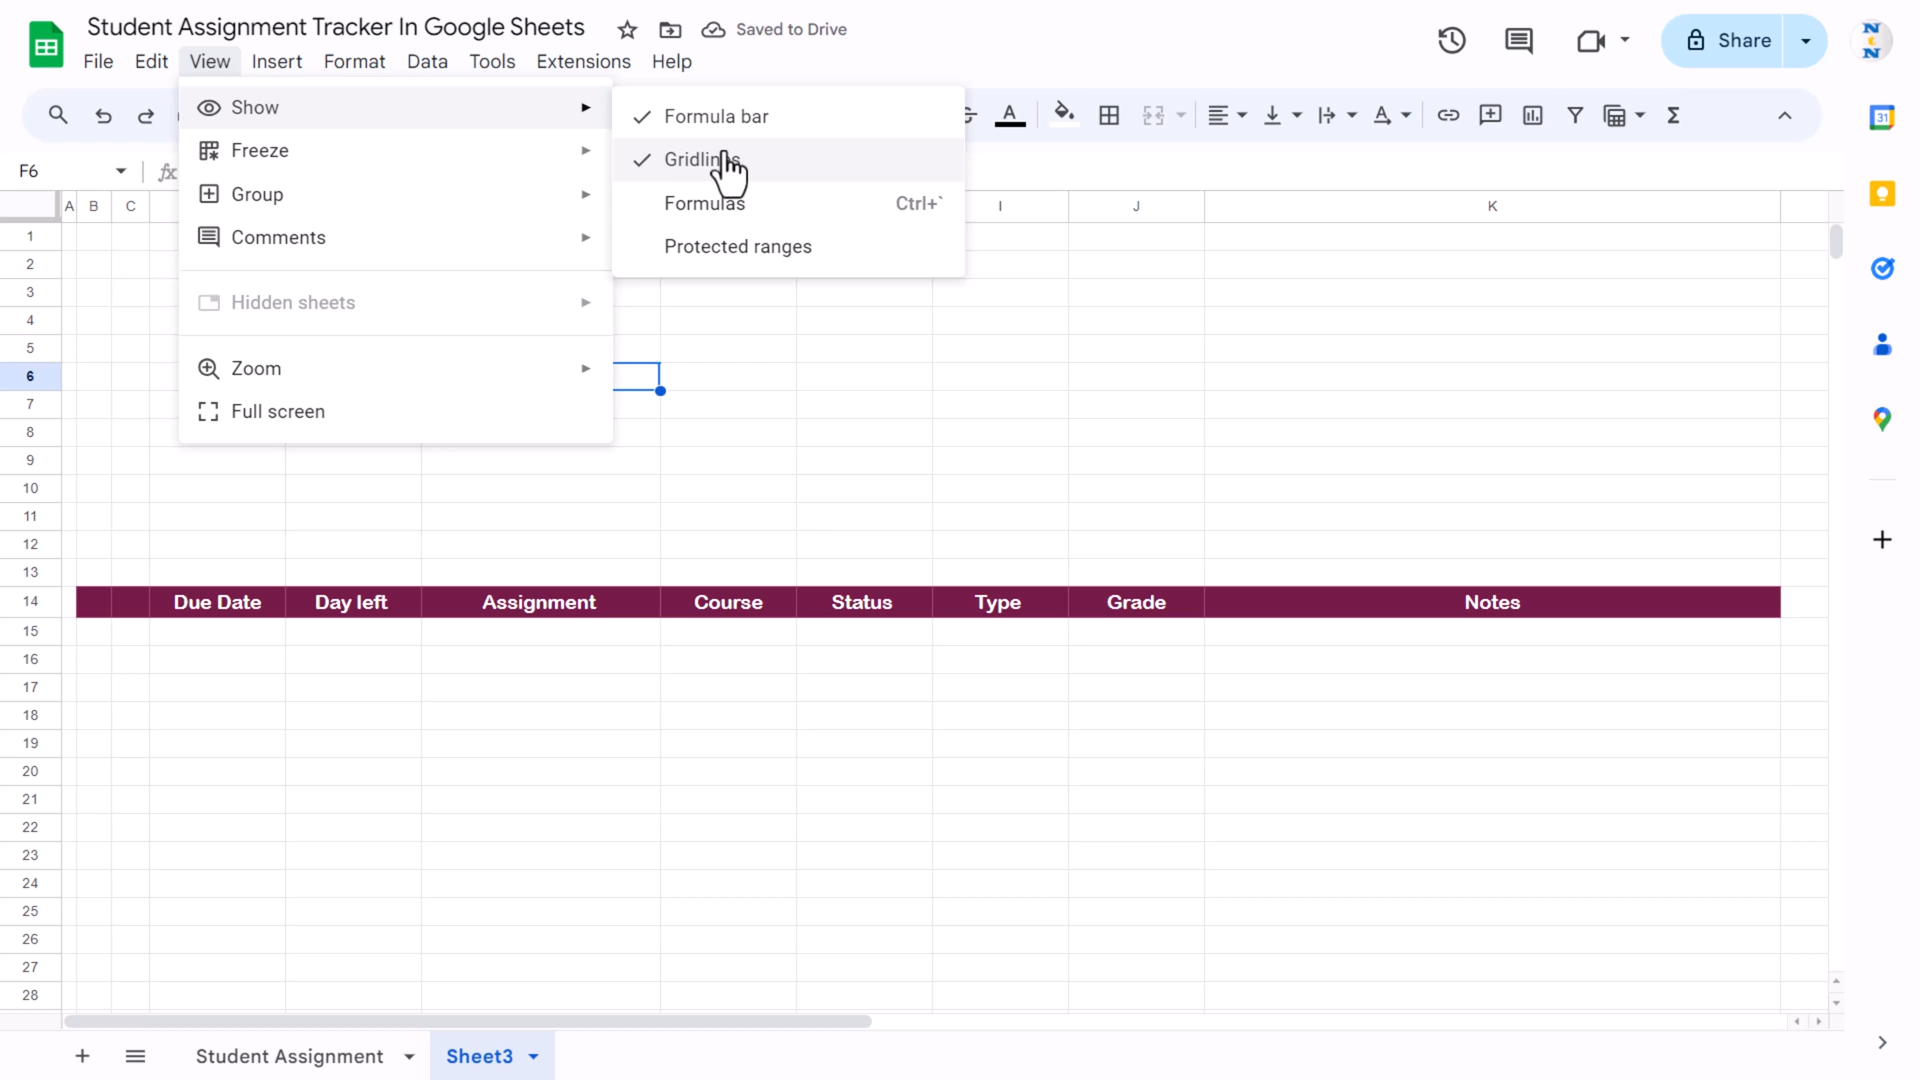 Student Assignment Tracker In Google Sheets
Saved to Drive
Share
N
N
File Edit View Insert Format Data Tools Extensions Help
Show
Freeze
Group
Comments
Hidden sheets
Zoom
Full screen
Formula bar
Gridlines
Formulas Ctrl+`
Protected ranges
31
F6
fx
A B C I J K
1
2
3
4
5
6
7
8
9
10
11
12
13
14 Due Date Day left Assignment Course Status Type Grade Notes
15
16
17
18
19
20
21
22
23
24
25
26
27
28
Student Assignment Sheet3